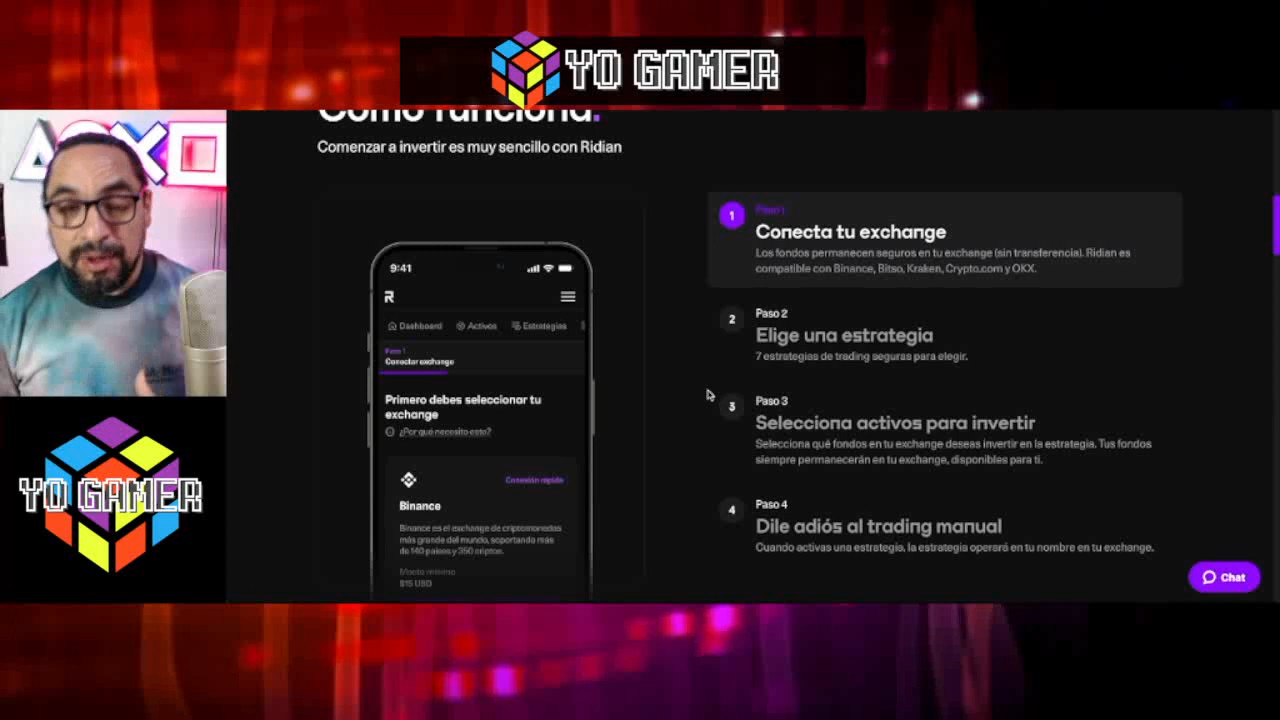 YO GAMER
Cómo funciona.
Comenzar a invertir es muy sencillo con Ridian
9:41
R
Dashboard Activos Estrategias
Paso 1
Conectar exchange
Primero debes seleccionar tu
exchange
¿Por qué necesito esto?
Conexión rápida
Binance
Binance es el exchange de criptomonedas
más grande del mundo, soportando más
de 140 países y 350 criptos.
Monto mínimo
$15 USD
1
Paso 1
Conecta tu exchange
Los fondos permanecen seguros en tu exchange (sin transferencia). Ridian es
compatible con Binance, Bitso, Kraken, Crypto.com y OKX.
2
Paso 2
Elige una estrategia
7 estrategias de trading seguras para elegir.
3
Paso 3
Selecciona activos para invertir
Selecciona qué fondos en tu exchange deseas invertir en la estrategia. Tus fondos
siempre permanecerán en tu exchange, disponibles para ti.
4
Paso 4
Dile adiós al trading manual
Cuando activas una estrategia, la estrategia operará en tu nombre en tu exchange.
Chat
YO GAMER